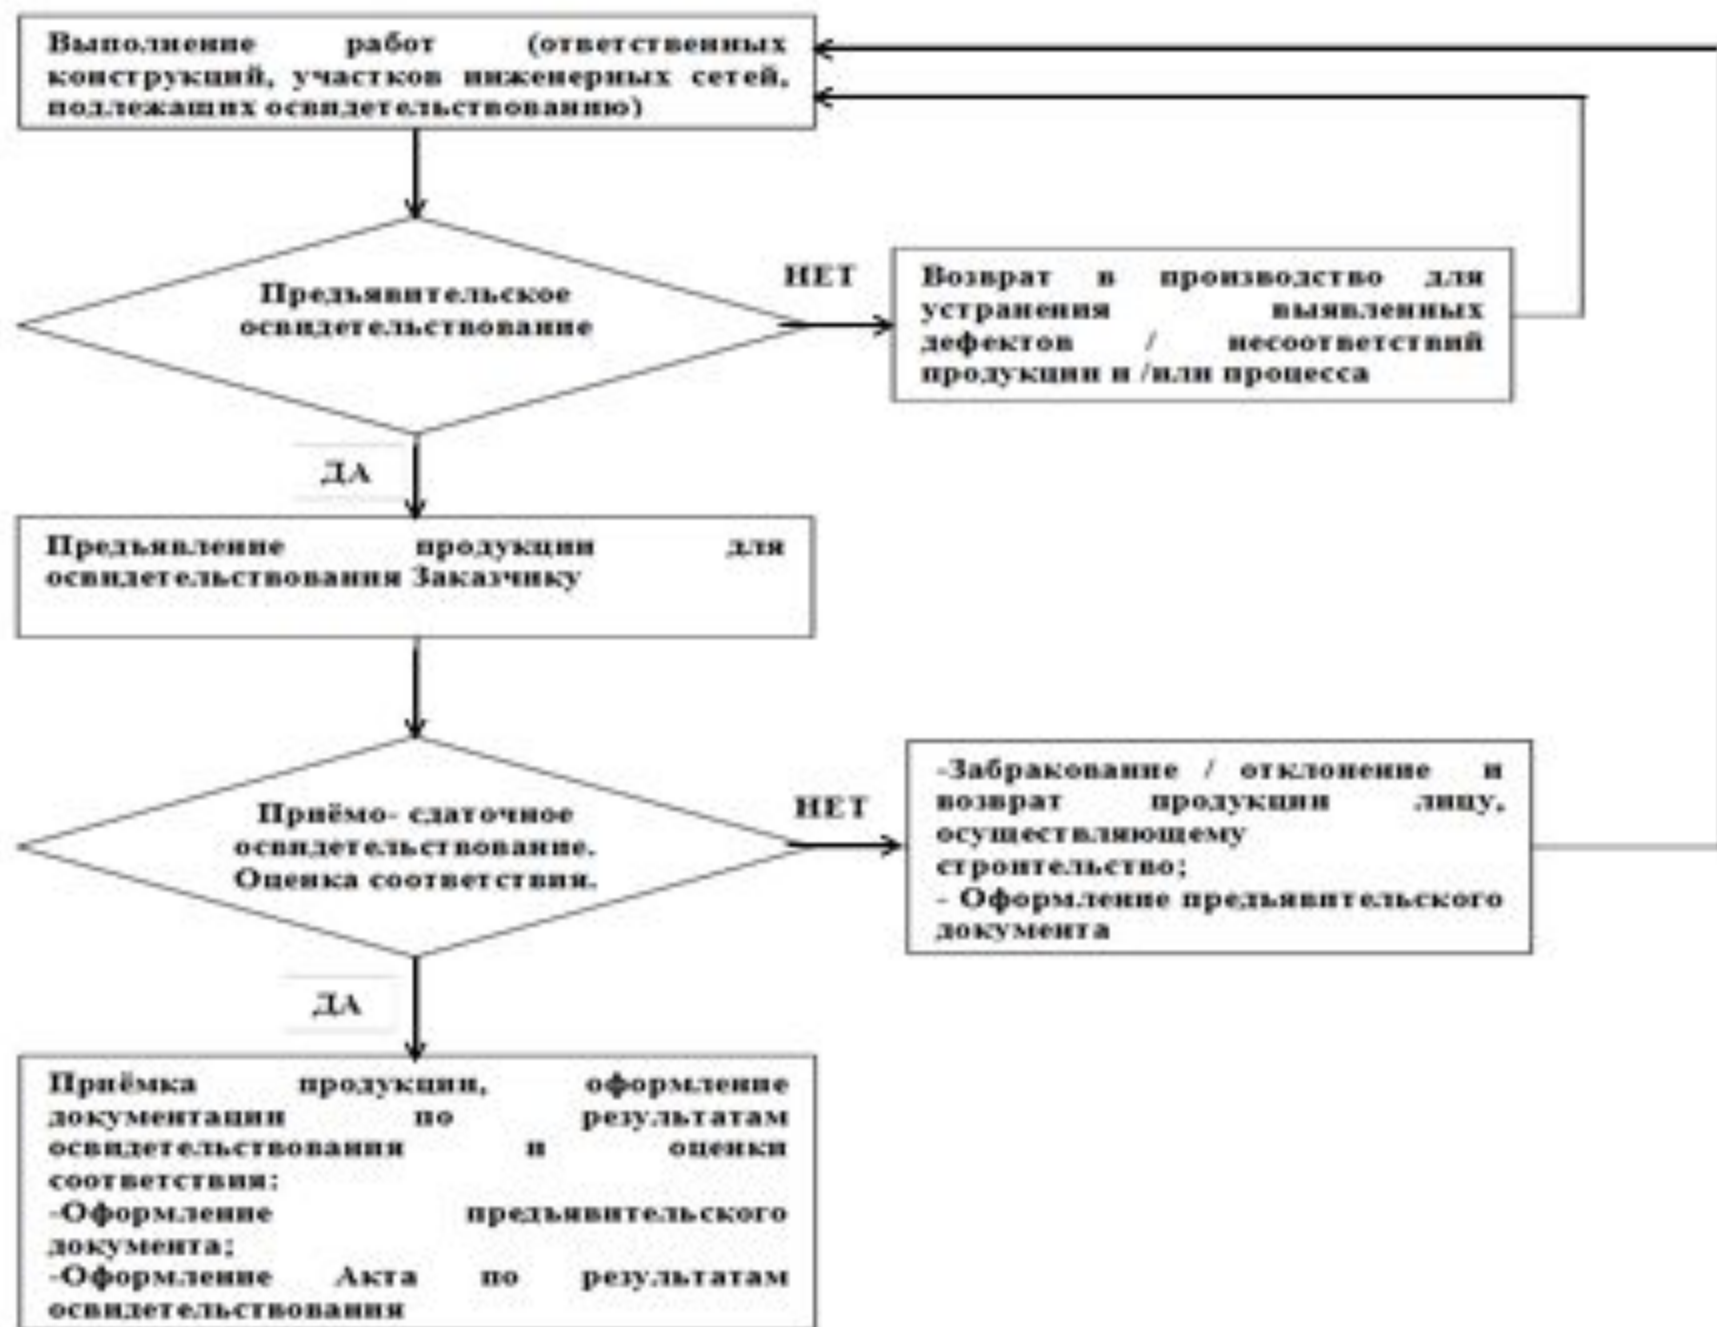 Выполнение работ (ответственных
конструкций, участков инженерных сетей,
подлежащих освидетельствованию)
Предъявительское
освидетельствование
НЕТ
Возврат в производство для
устранения выявленных
дефектов / несоответствий
продукции и /или процесса
ДА
Предъявление продукции для
освидетельствования Заказчику
Приёмо- сдаточное
освидетельствование.
Оценка соответствия.
НЕТ
-Забракование / отклонение и
возврат продукции лицу,
осуществляющему
строительство;
- Оформление предъявительского
документа
ДА
Приёмка продукции, оформление
документации по результатам
освидетельствования и оценки
соответствия:
-Оформление предъявительского
документа;
-Оформление Акта по результатам
освидетельствования